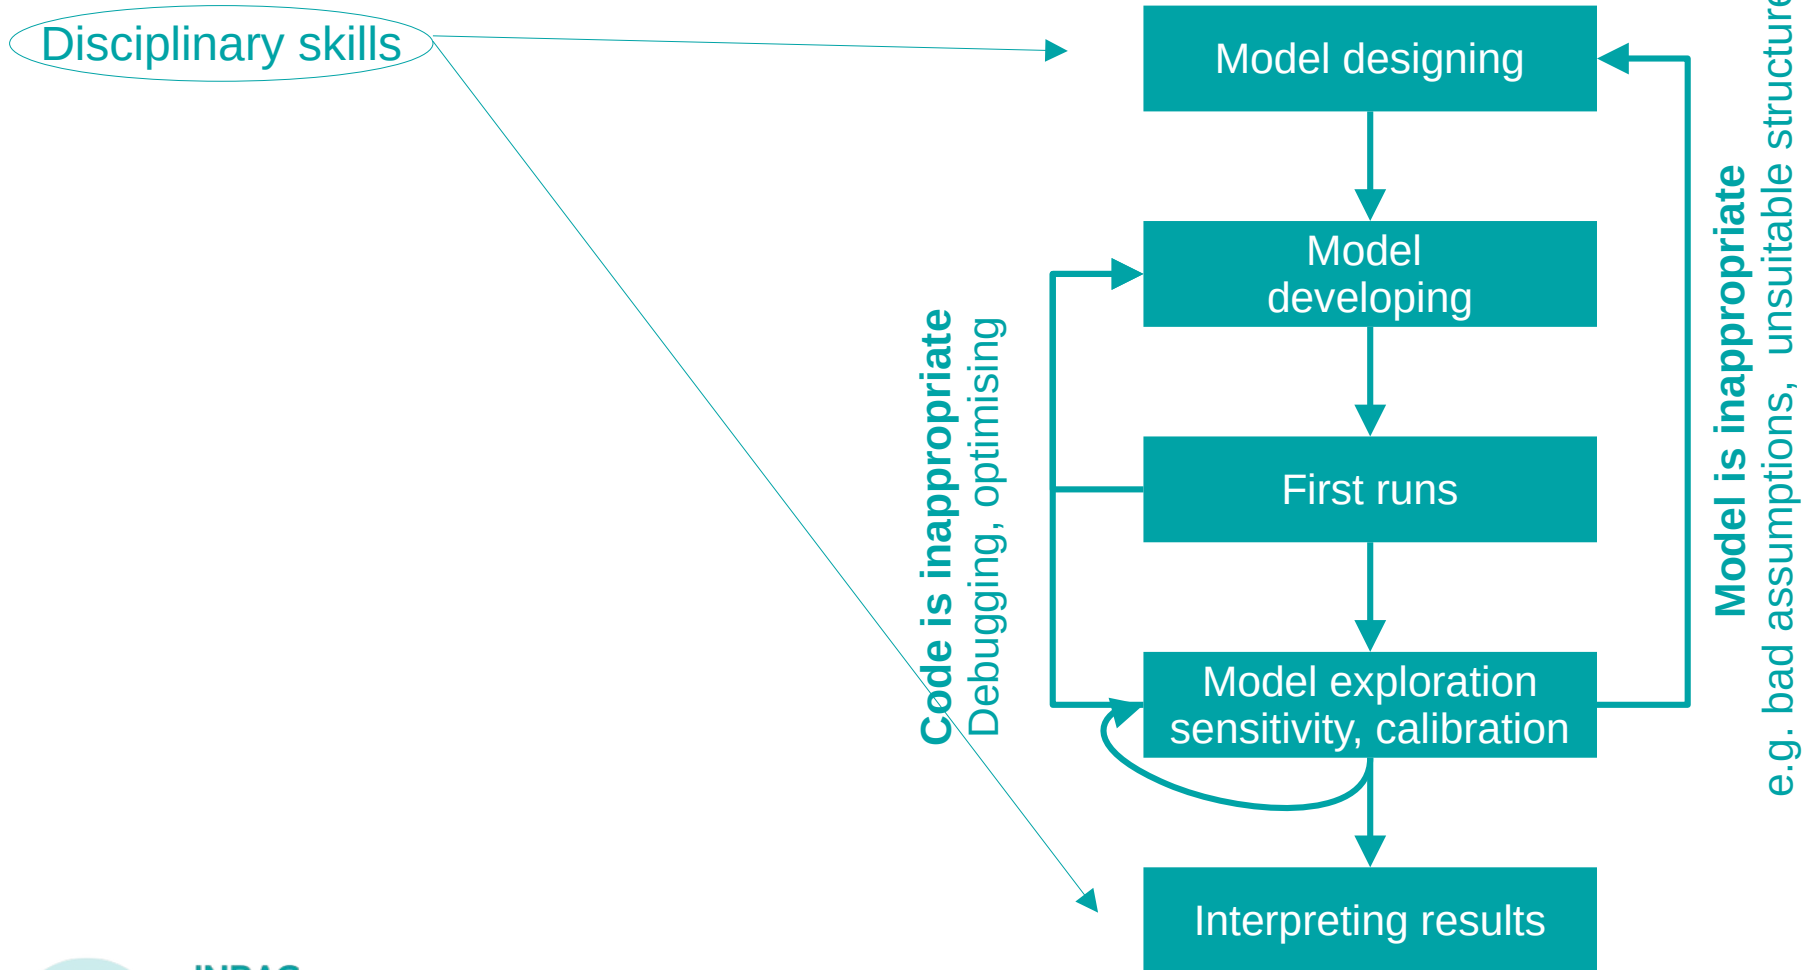 Disciplinary skills
Model designing
Model
developing
First runs
Model exploration
sensitivity, calibration
Interpreting results
Code is inappropriate
Debugging, optimising
Model is inappropriate
e.g. bad assumptions, unsuitable structure